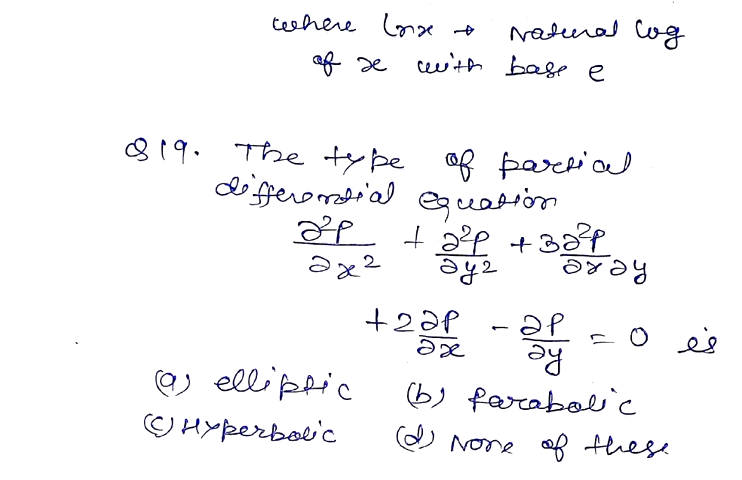 where lnx → Natural log
of x with base e
Q19. The type of partial
differential equation
∂²P/∂x² + ∂²P/∂y² + 3∂²P/∂x∂y
+ 2∂P/∂x - ∂P/∂y = 0 is
(a) elliptic (b) parabolic
(c) Hyperbolic (d) None of these